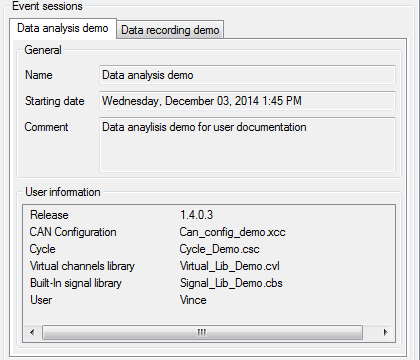 Event sessions
Data analysis demo Data recording demo
General
Name Data analysis demo
Starting date Wednesday, December 03, 2014 1:45 PM
Comment Data anaylisis demo for user documentation
User information
Release 1.4.0.3
CAN Configuration Can_config_demo.xcc
Cycle Cycle_Demo.csc
Virtual channels library Virtual_Lib_Demo.cvl
Built-In signal library Signal_Lib_Demo.cbs
User Vince